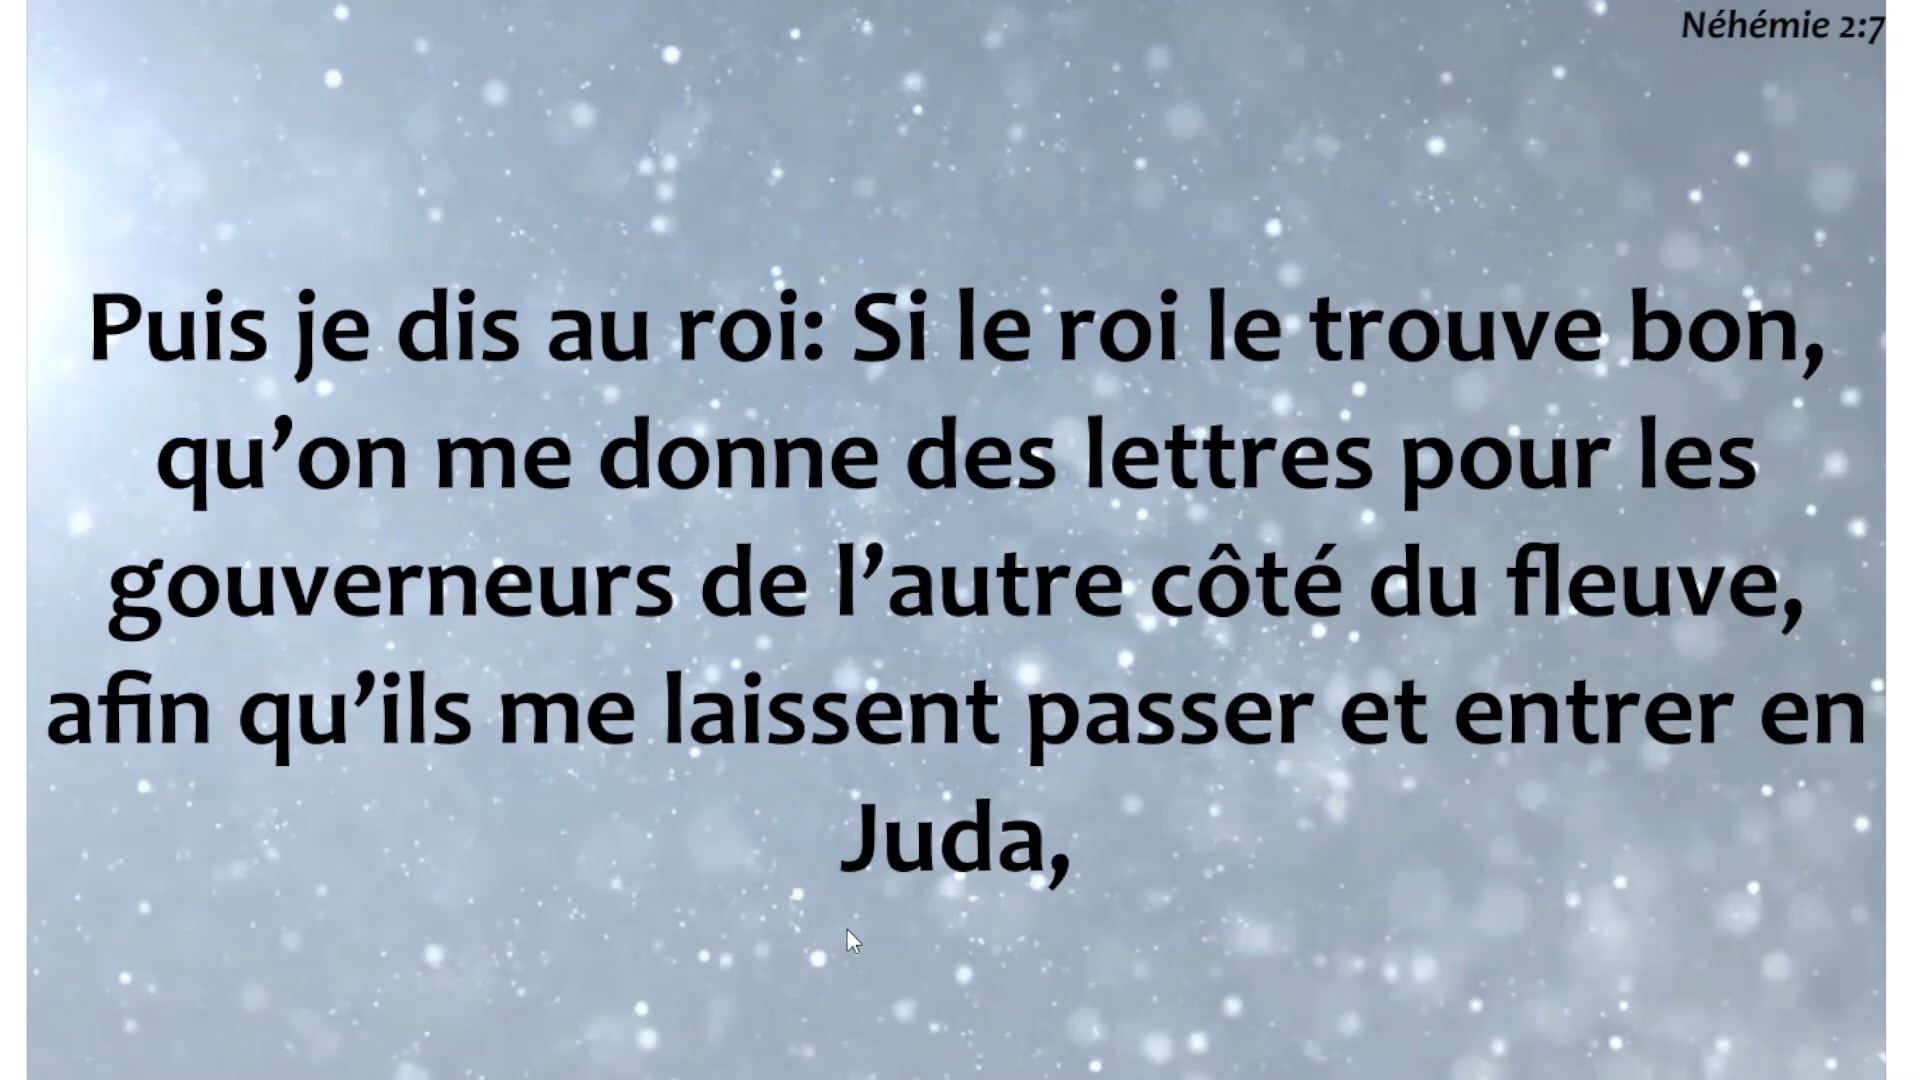 Néhémie 2:7
Puis je dis au roi: Si le roi le trouve bon,
qu’on me donne des lettres pour les
gouverneurs de l’autre côté du fleuve,
afin qu’ils me laissent passer et entrer en
Juda,